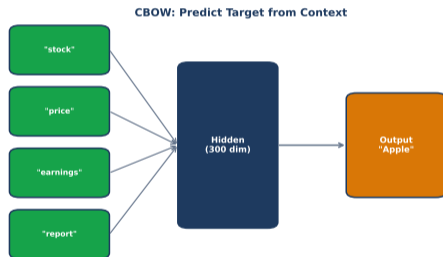 CBOW: Predict Target from Context
"stock"
"price"
"earnings"
"report"
Hidden
(300 dim)
Output
"Apple"